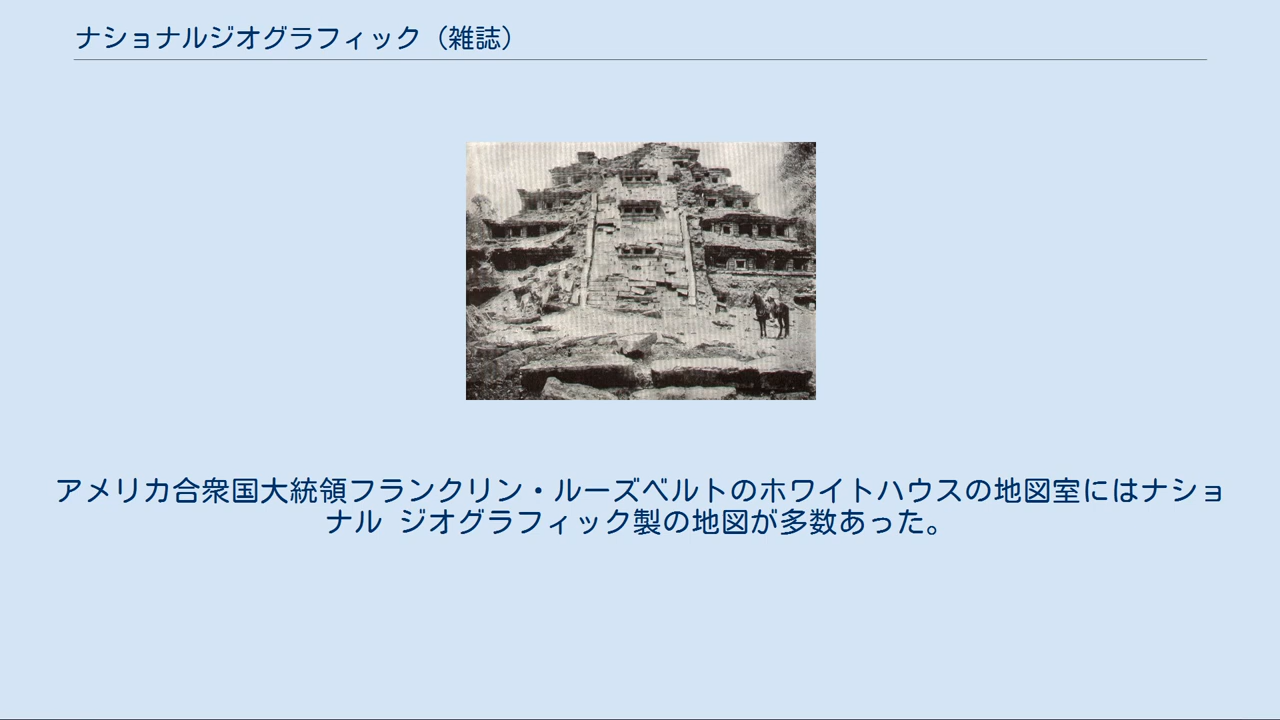 ナショナルジオグラフィック（雑誌）
アメリカ合衆国大統領フランクリン・ルーズベルトのホワイトハウスの地図室にはナショ
ナル ジオグラフィック製の地図が多数あった。